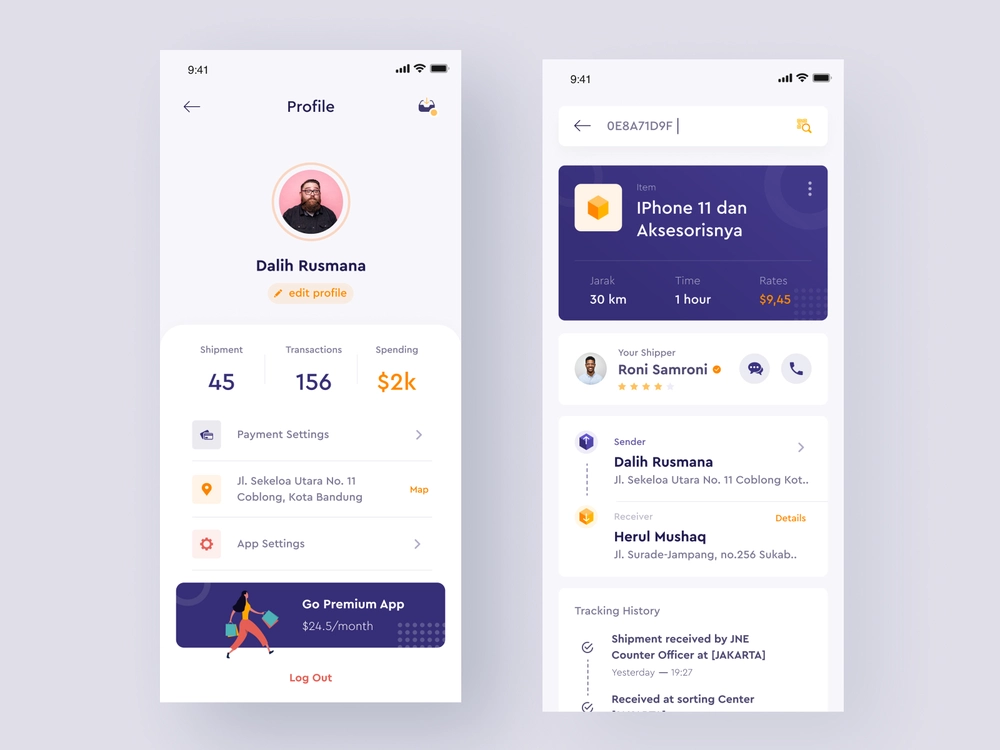 9:41
Profile
Dalih Rusmana
edit profile
Shipment
Transactions
Spending
45
156
$2k
Payment Settings
Jl. Sekeloa Utara No. 11
Coblong, Kota Bandung
Map
App Settings
Go Premium App
$24.5/month
Log Out
9:41
0E8A71D9F
Item
IPhone 11 dan
Aksesorisnya
Jarak
Time
Rates
30 km
1 hour
$9,45
Your Shipper
Roni Samroni
Sender
Dalih Rusmana
Jl. Sekeloa Utara No. 11 Coblong Kot..
Receiver
Details
Herul Mushaq
Jl. Surade-Jampang, no.256 Sukab..
Tracking History
Shipment received by JNE
Counter Officer at [JAKARTA]
Yesterday — 19:27
Received at sorting Center